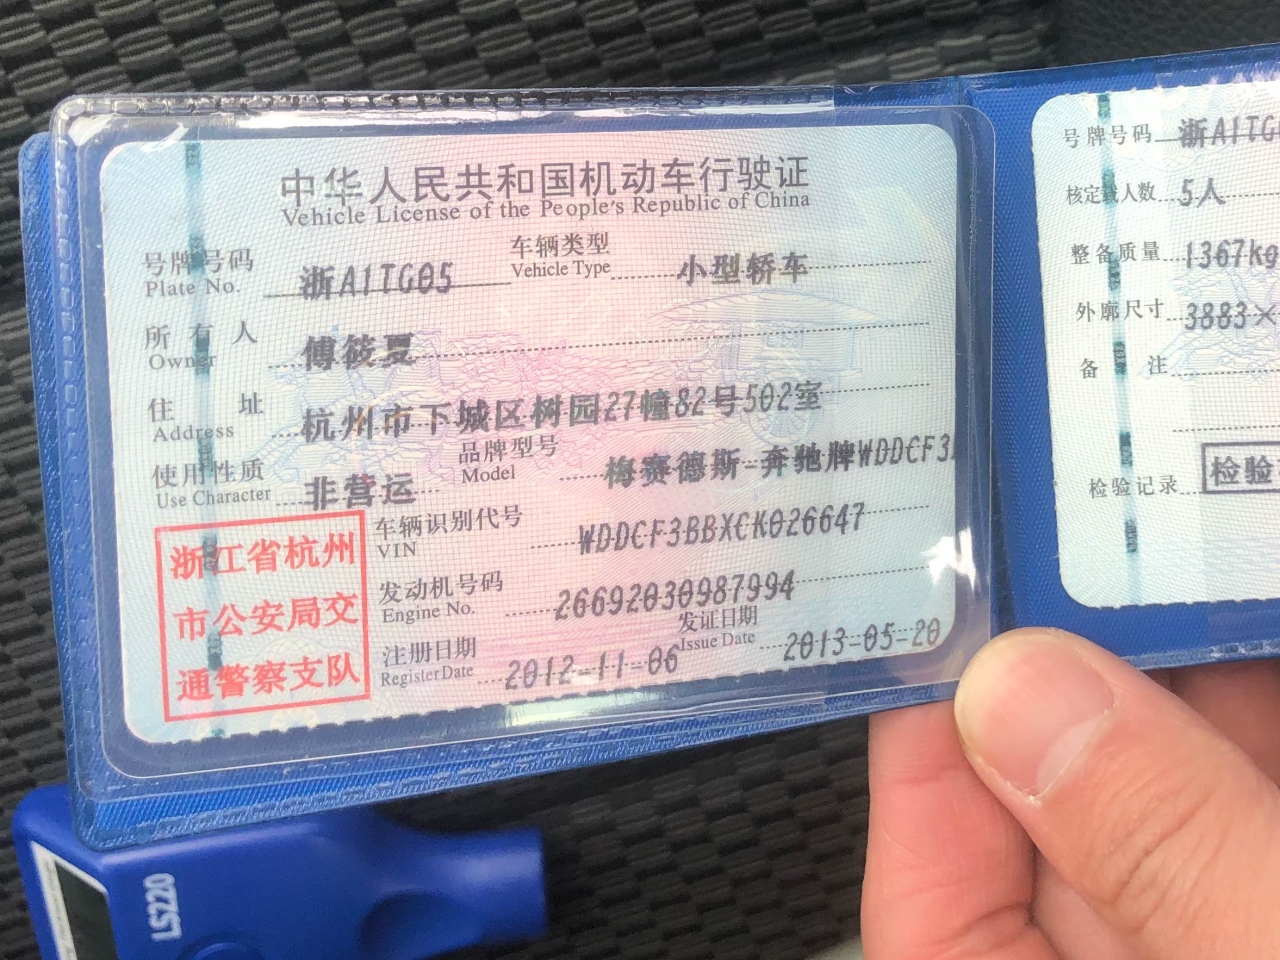 中华人民共和国机动车行驶证
Vehicle License of the People's Republic of China
号牌号码 浙A1TG05 车辆类型 小型轿车
Plate No. Vehicle Type
所有人 傅筱夏
Owner
住址 杭州市下城区树园27幢82号502室
Address
使用性质 非营运 品牌型号 梅赛德斯-奔驰牌WDDCF3
Use Character Model
车辆识别代号 WDDCF3BBXCK026647
VIN
发动机号码 26692030987994
Engine No.
注册日期 2012-11-06 发证日期 2013-05-20
Register Date Issue Date
浙江省杭州
市公安局交
通警察支队
号牌号码 浙A1TG
核定载人数 5人
整备质量 1367kg
外廓尺寸 3883×
备注
检验记录 检验
LS220